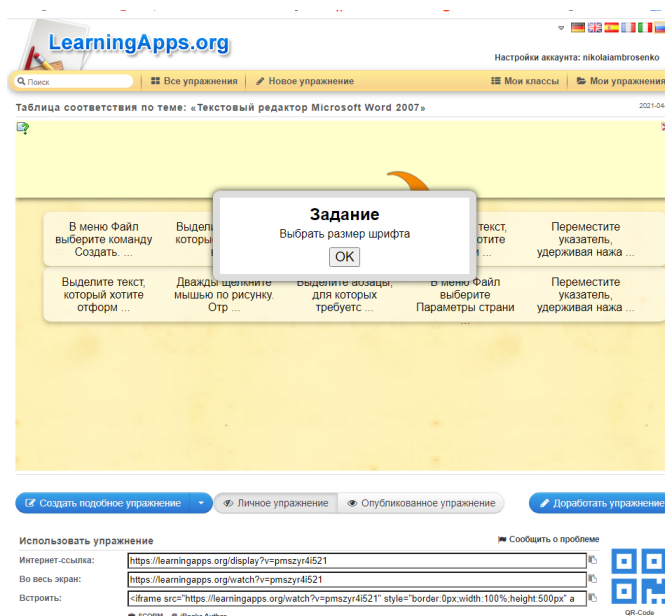 LearningApps.org
Настройки аккаунта: nikolaiambrosenko
Поиск
Все упражнения
Новое упражнение
Мои классы
Мои упражнения
Таблица соответствия по теме: «Текстовый редактор Microsoft Word 2007»
2021-04-
Задание
Выбрать размер шрифта
OK
В меню Файл
выберите команду
Создать. ...
Переместите
указатель,
удерживая нажа ...
Выделите текст,
который хотите
отформ ...
Дважды щелкните
мышью по рисунку.
Отр ...
Выделите абзацы,
для которых
требуетс ...
В меню Файл
выберите
Параметры страни
...
Переместите
указатель,
удерживая нажа ...
Создать подобное упражнение
Личное упражнение
Опубликованное упражнение
Доработать упражнение
Использовать упражнение
Сообщить о проблеме
Интернет-ссылка:
https://learningapps.org/display?v=pmszyr4i521
Во весь экран:
https://learningapps.org/watch?v=pmszyr4i521
Встроить:
<iframe src="https://learningapps.org/watch?v=pmszyr4i521" style="border:0px;width:100%;height:500px" a
SCORM
iBooks Author
QR-Code